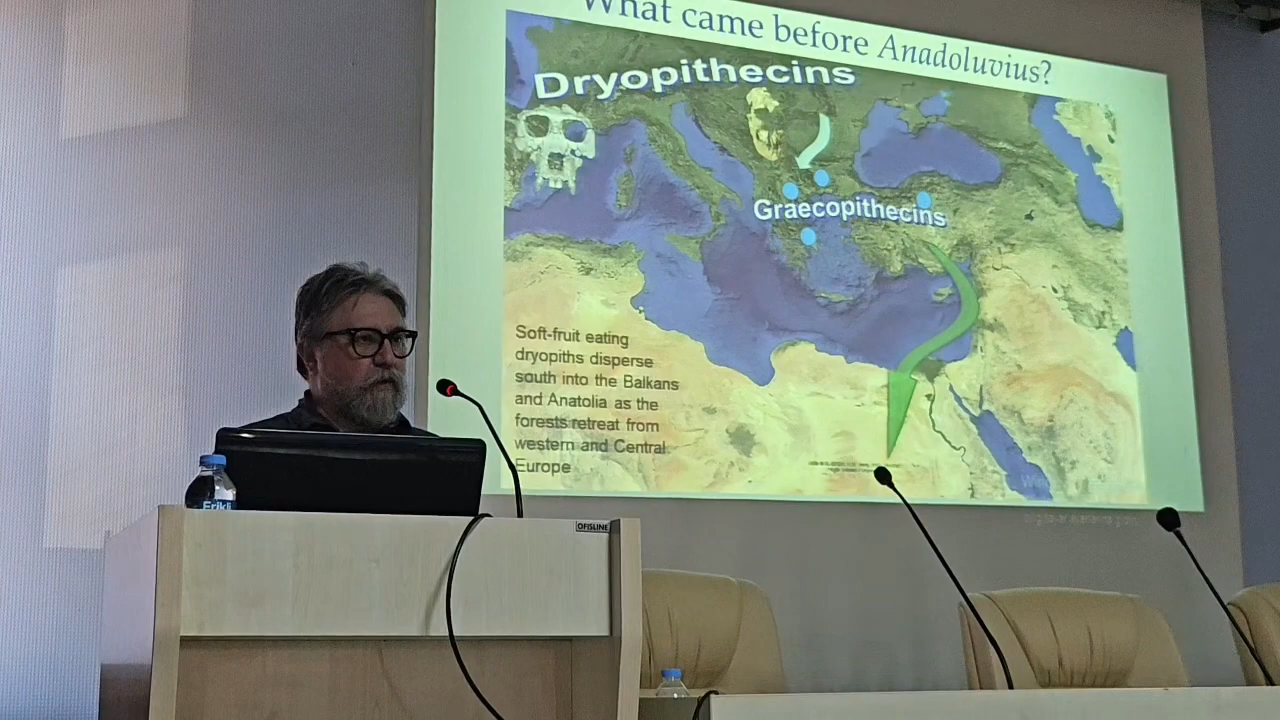 What came before Anadoluvius?
Dryopithecins
Graecopithecins
Soft-fruit eating
dryopiths disperse
south into the Balkans
and Anatolia as the
forests retreat from
western and Central
Europe
Erikli
OFISLINE